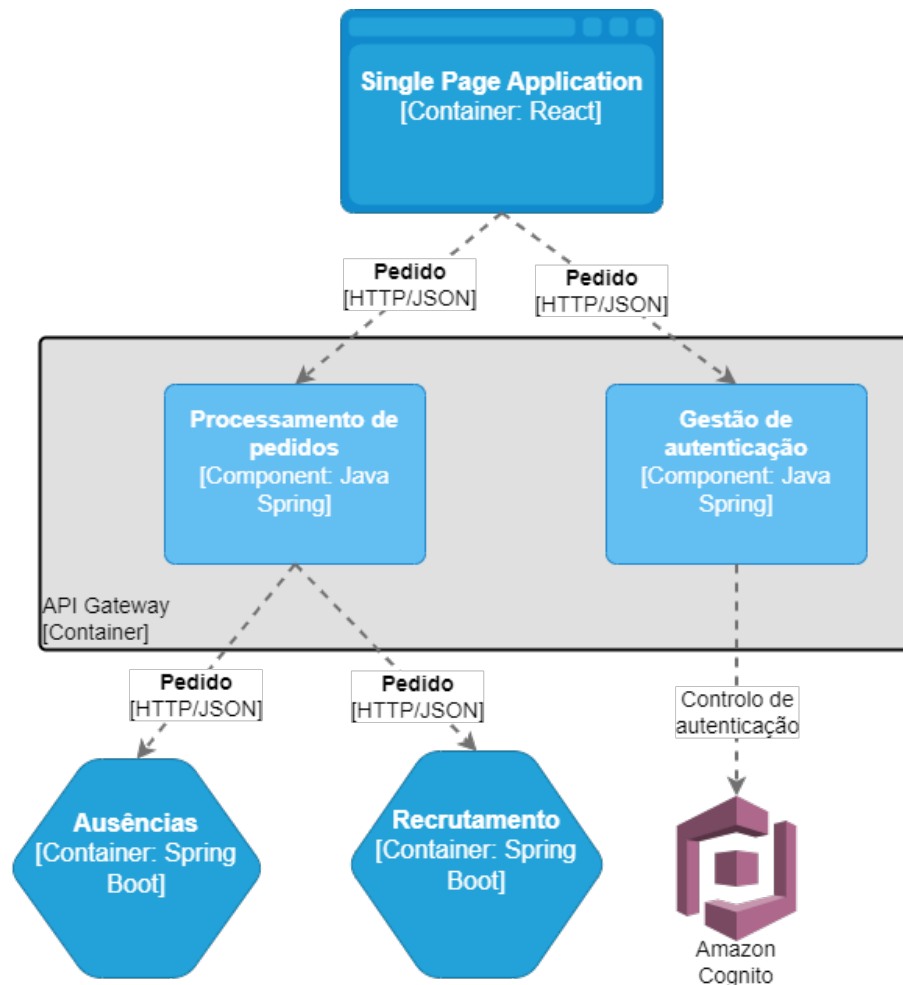 Single Page Application
[Container: React]
Pedido
[HTTP/JSON]
Pedido
[HTTP/JSON]
Processamento de
pedidos
[Component: Java
Spring]
Gestão de
autenticação
[Component: Java
Spring]
API Gateway
[Container]
Pedido
[HTTP/JSON]
Pedido
[HTTP/JSON]
Controlo de
autenticação
Ausências
[Container: Spring
Boot]
Recrutamento
[Container: Spring
Boot]
Amazon
Cognito